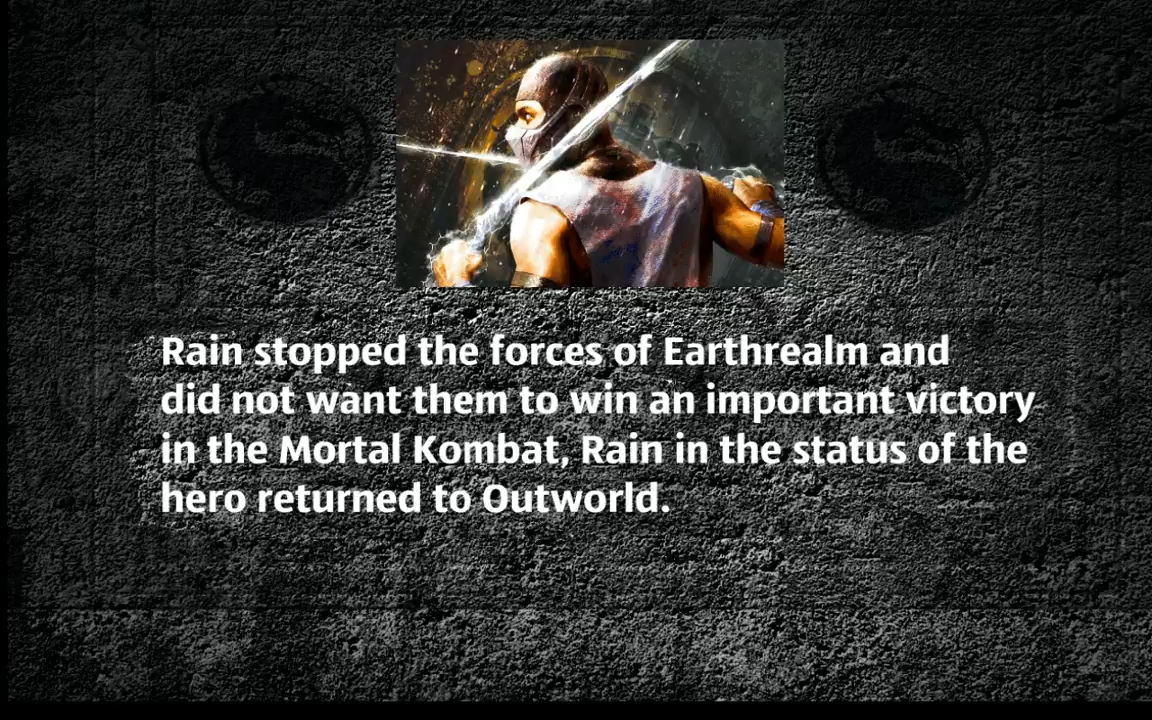 Rain stopped the forces of Earthrealm and
did not want them to win an important victory
in the Mortal Kombat, Rain in the status of the
hero returned to Outworld.